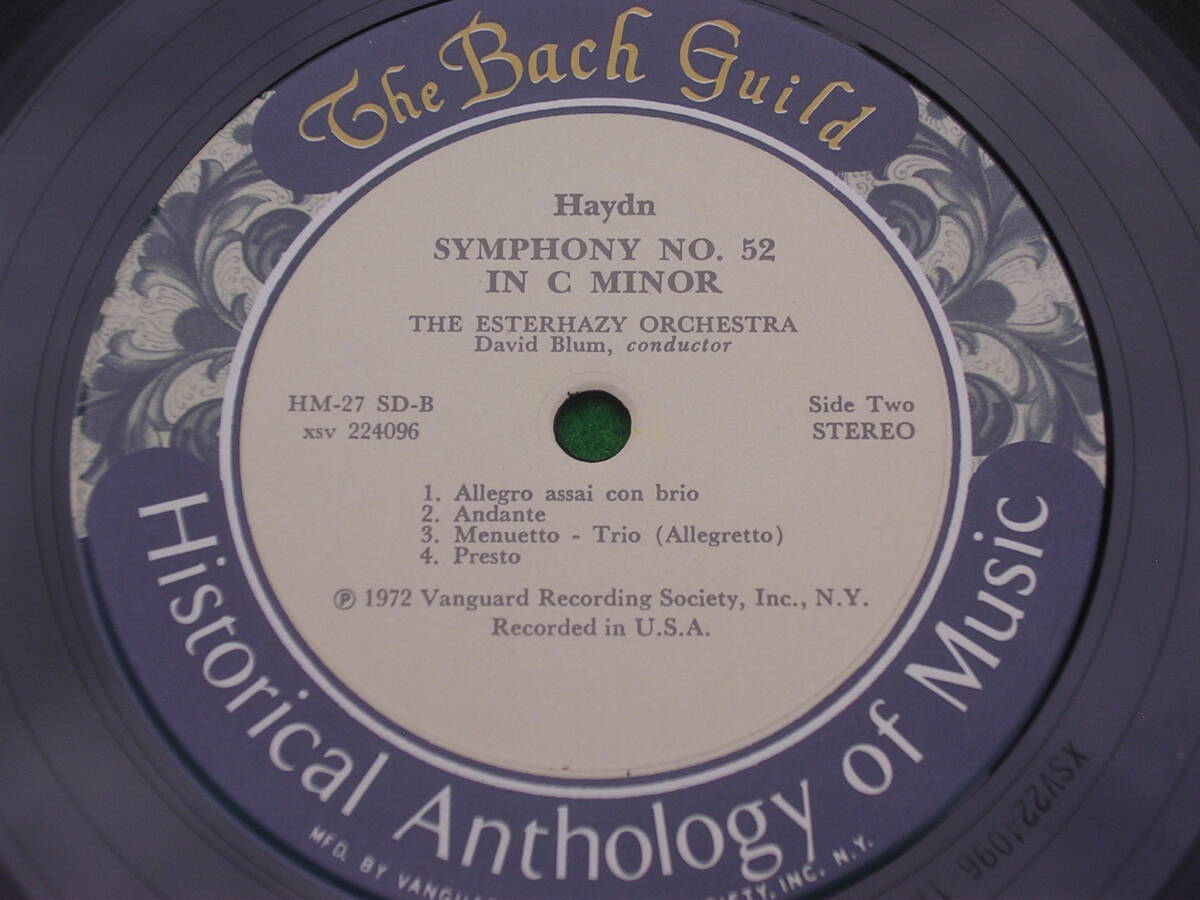 The Bach Guild
Haydn
SYMPHONY NO. 52
IN C MINOR
THE ESTERHAZY ORCHESTRA
David Blum, conductor
HM-27 SD-B
xsv 224096
Side Two
STEREO
1. Allegro assai con brio
2. Andante
3. Menuetto - Trio (Allegretto)
4. Presto
℗ 1972 Vanguard Recording Society, Inc., N.Y.
Recorded in U.S.A.
Historical Anthology of Music
MFD. BY INC. N.Y.